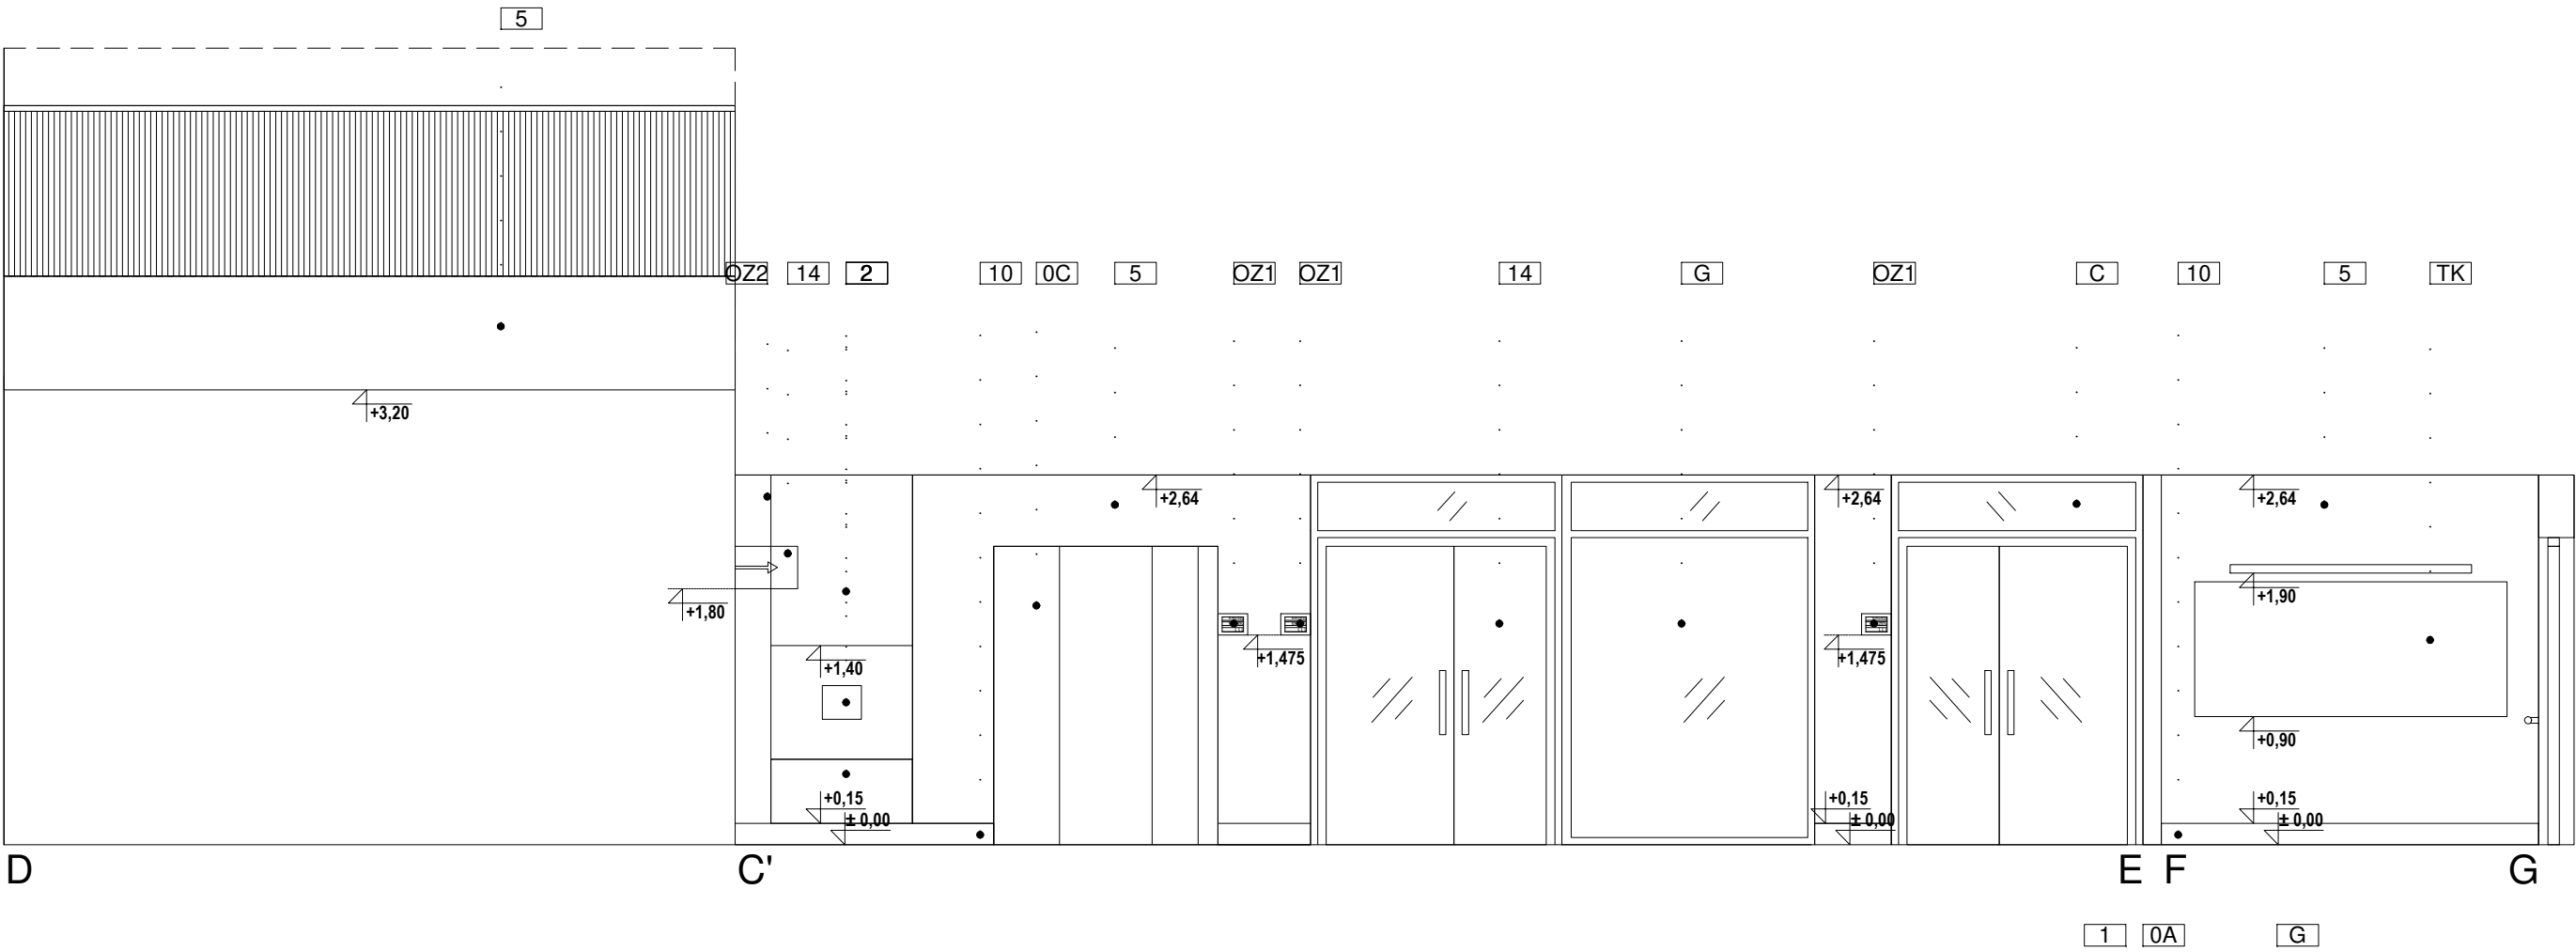 5
OZ2 14 2 10 0C 5 OZ1 OZ1 14 G OZ1 C 10 5 TK
+3,20
+2,64 +2,64 +2,64
+1,80 +1,90
+1,40 +1,475 +1,475
+0,90
+0,15 +0,15 +0,15
± 0,00 ± 0,00 ± 0,00
D C' E F G
1 0A G